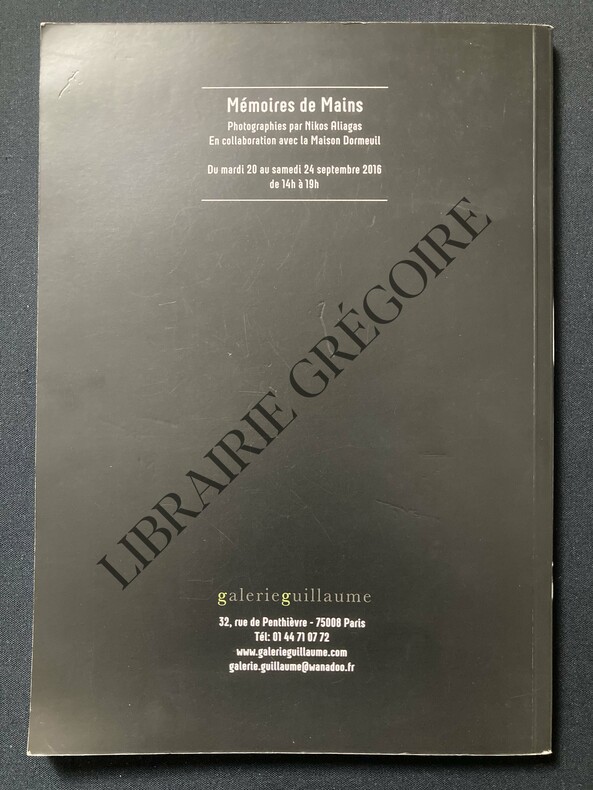 Mémoires de Mains
Photographies par Nikos Aliagas
En collaboration avec la Maison Dormeuil
Du mardi 20 au samedi 24 septembre 2016
de 14h à 19h
LIBRAIRIE GRÉGOIRE
galerieguillaume
32, rue de Penthièvre - 75008 Paris
Tél: 01 44 71 07 72
www.galerieguillaume.com
galerie.guillaume@wanadoo.fr